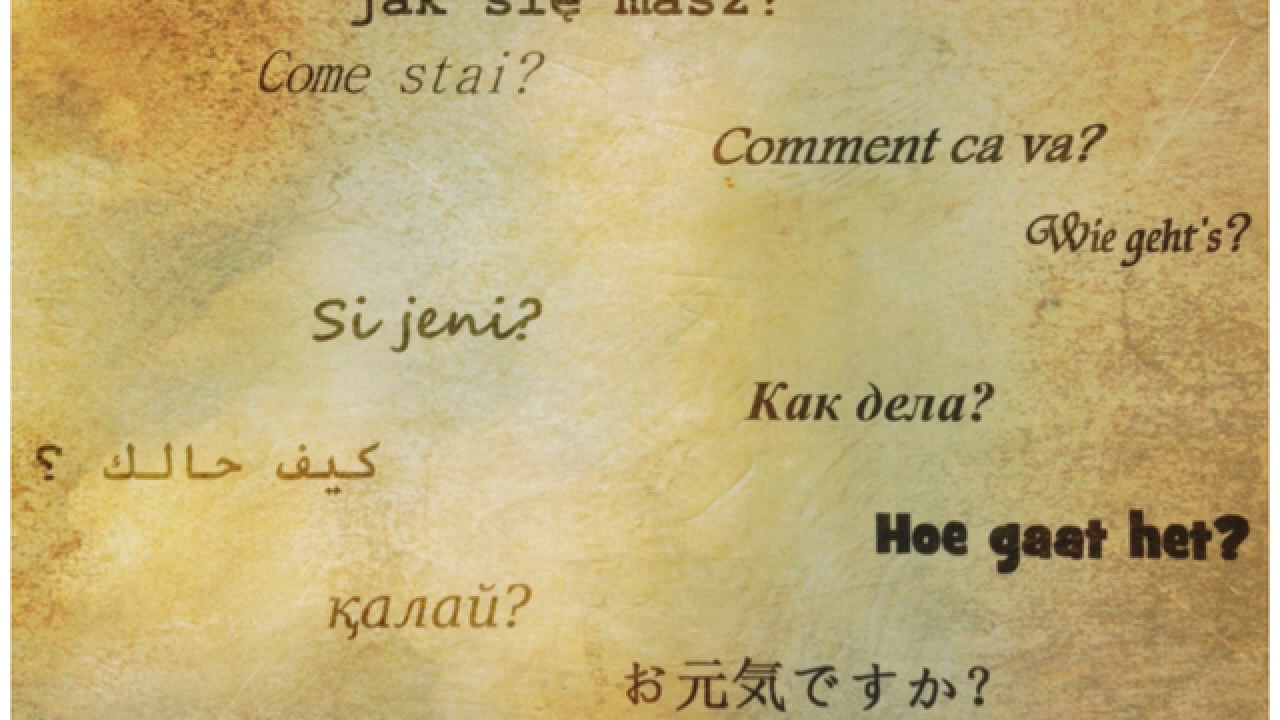 jak się masz?
Come stai?
Comment ca va?
Wie geht's?
Si jeni?
Как дела?
كيف حالك ؟
Hoe gaat het?
қалай?
お元気ですか?